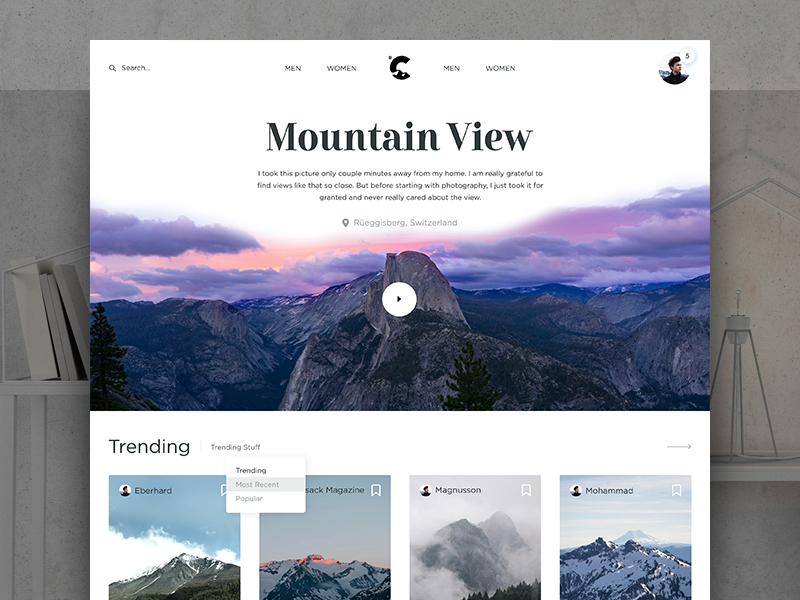 Search...
MEN
WOMEN
MEN
WOMEN
5
Mountain View
I took this picture only couple minutes away from my home. I am really grateful to
find views like that so close. But before starting with photography, I just took it for
granted and never really cared about the view.
Rüeggisberg, Switzerland
Trending
Trending Stuff
Trending
Most Recent
Popular
Eberhard
sack Magazine
Magnusson
Mohammad